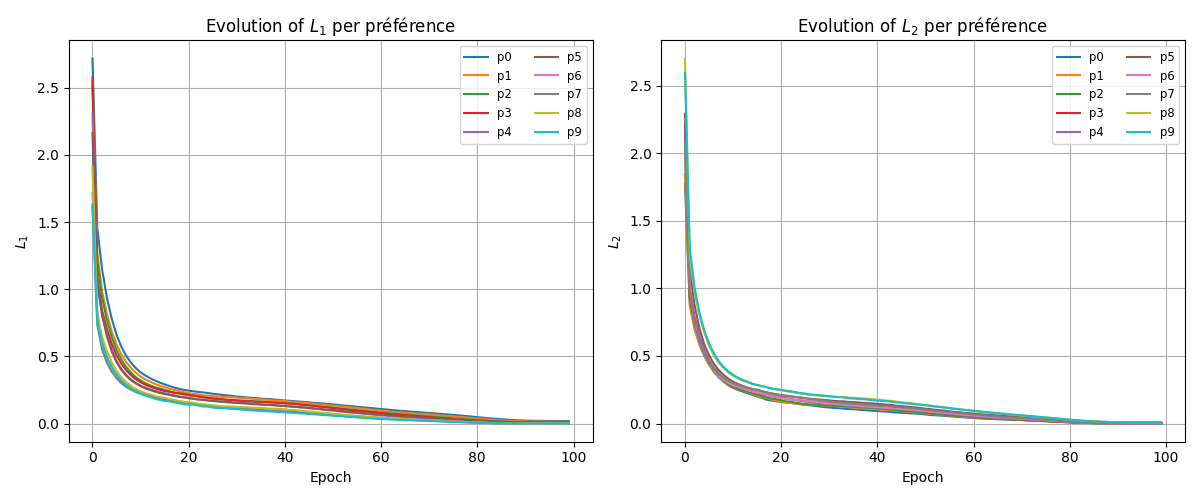 Evolution of L₁ per préférence
L₁
2.5
2.0
1.5
1.0
0.5
0.0
0 20 40 60 80 100
Epoch
p0 p5
p1 p6
p2 p7
p3 p8
p4 p9
Evolution of L₂ per préférence
L₂
2.5
2.0
1.5
1.0
0.5
0.0
0 20 40 60 80 100
Epoch
p0 p5
p1 p6
p2 p7
p3 p8
p4 p9